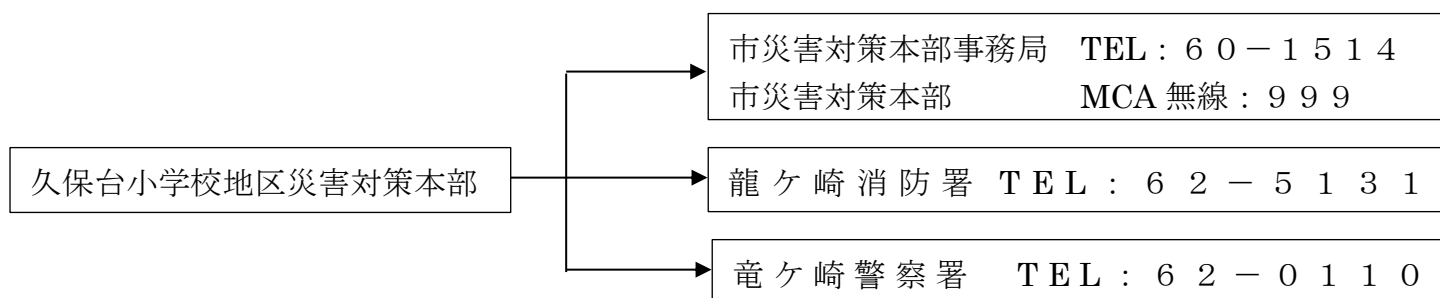 市災害対策本部事務局　TEL：６０－１５１４
市災害対策本部　　　　MCA 無線：９９９
久保台小学校地区災害対策本部
龍ケ崎消防署 ＴＥＬ：６２－５１３１
竜ケ崎警察署　ＴＥＬ：６２－０１１０